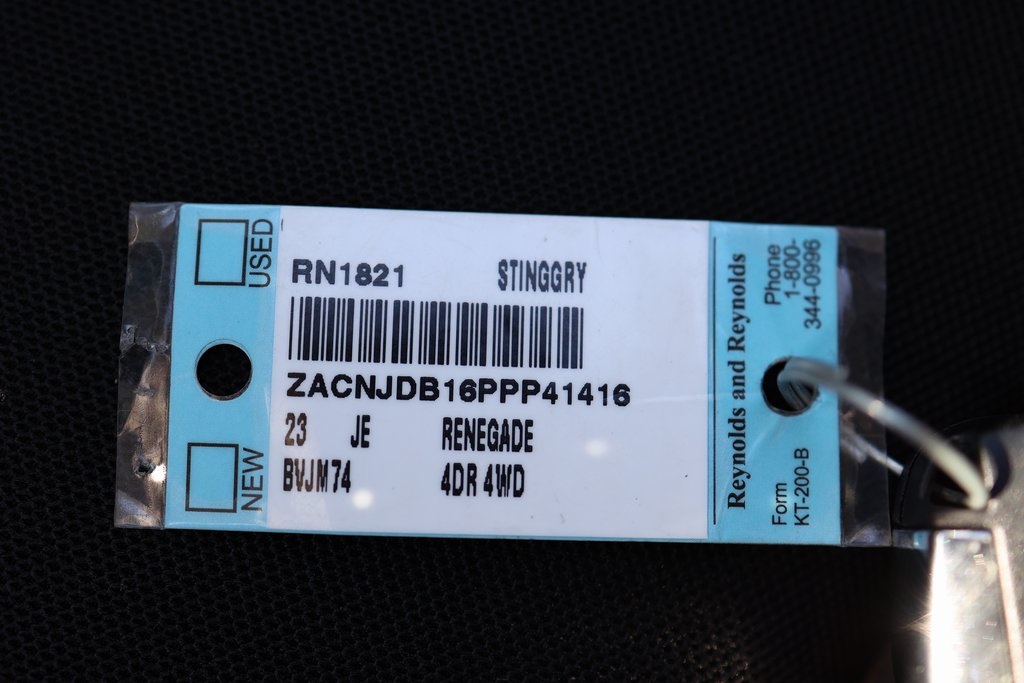 USED
NEW
RN1821 STINGGRY
ZACNJDB16PPP41416
23 JE RENEGADE
BVJM74 4DR 4WD
Reynolds and Reynolds
Phone
1-800-
344-0996
Form
KT-200-B